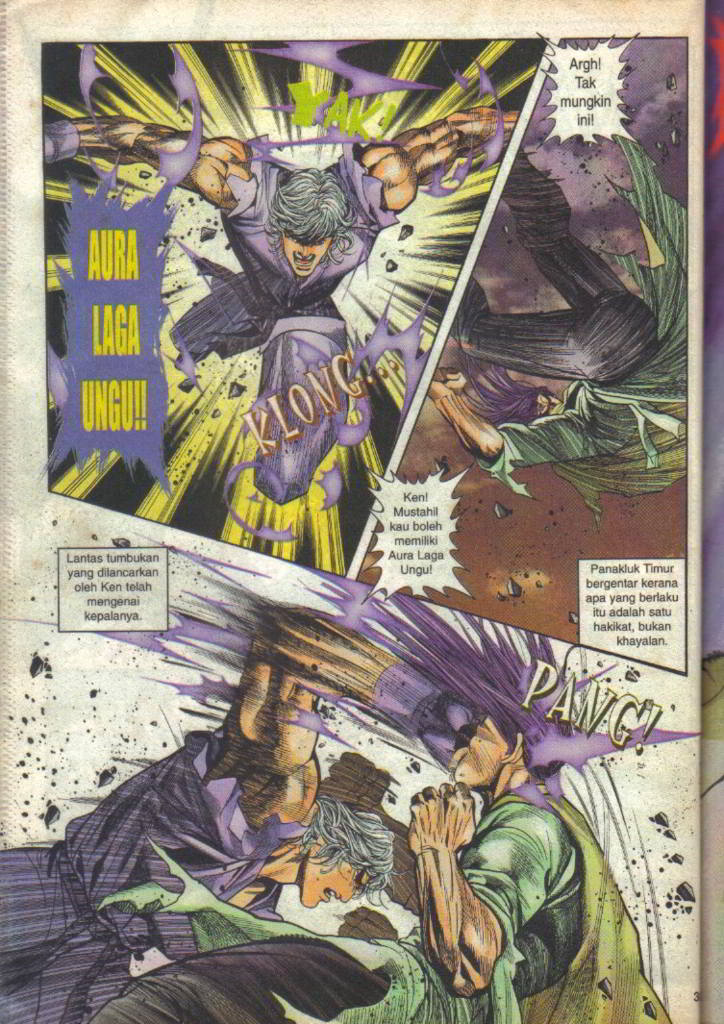 YAK!
AURA
LAGA
UNGU!!
KLONG...
Argh!
Tak
mungkin
ini!
Ken!
Mustahil
kau boleh
memiliki
Aura Laga
Ungu!
Panakluk Timur
bergentar kerana
apa yang berlaku
itu adalah satu
hakikat, bukan
khayalan.
Lantas tumbukan
yang dilancarkan
oleh Ken telah
mengenai
kepalanya.
PANG!
3